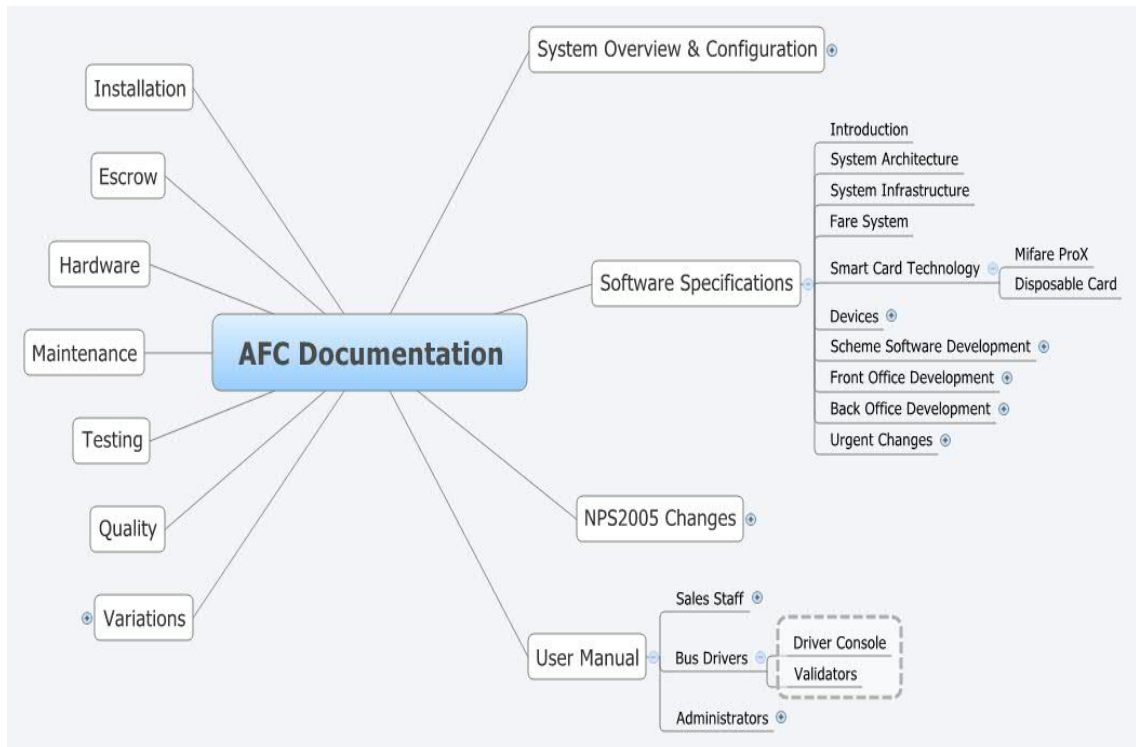 AFC Documentation
System Overview & Configuration
Software Specifications
Introduction
System Architecture
System Infrastructure
Fare System
Smart Card Technology
Mifare ProX
Disposable Card
Devices
Scheme Software Development
Front Office Development
Back Office Development
Urgent Changes
NPS2005 Changes
User Manual
Sales Staff
Bus Drivers
Driver Console
Validators
Administrators
Installation
Escrow
Hardware
Maintenance
Testing
Quality
Variations